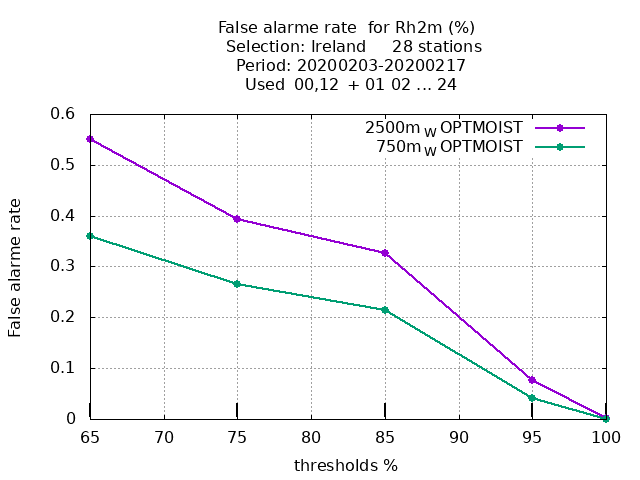 False alarme rate  for Rh2m (%)
Selection: Ireland     28 stations
Period: 20200203-20200217
Used  00,12  + 01 02 ... 24
2500m W OPTMOIST
750m W OPTMOIST
0.6
0.5
0.4
0.3
0.2
0.1
0
False alarme rate
65 70 75 80 85 90 95 100
thresholds %